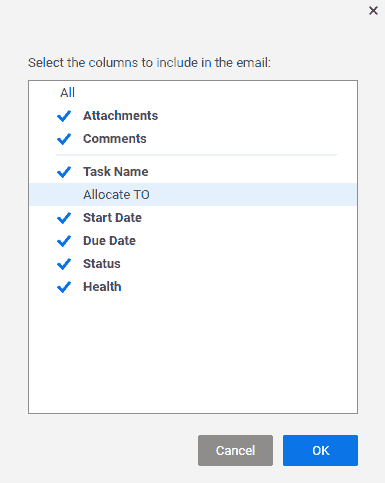 Select the columns to include in the email:
All
Attachments
Comments
Task Name
Allocate TO
Start Date
Due Date
Status
Health
Cancel
OK